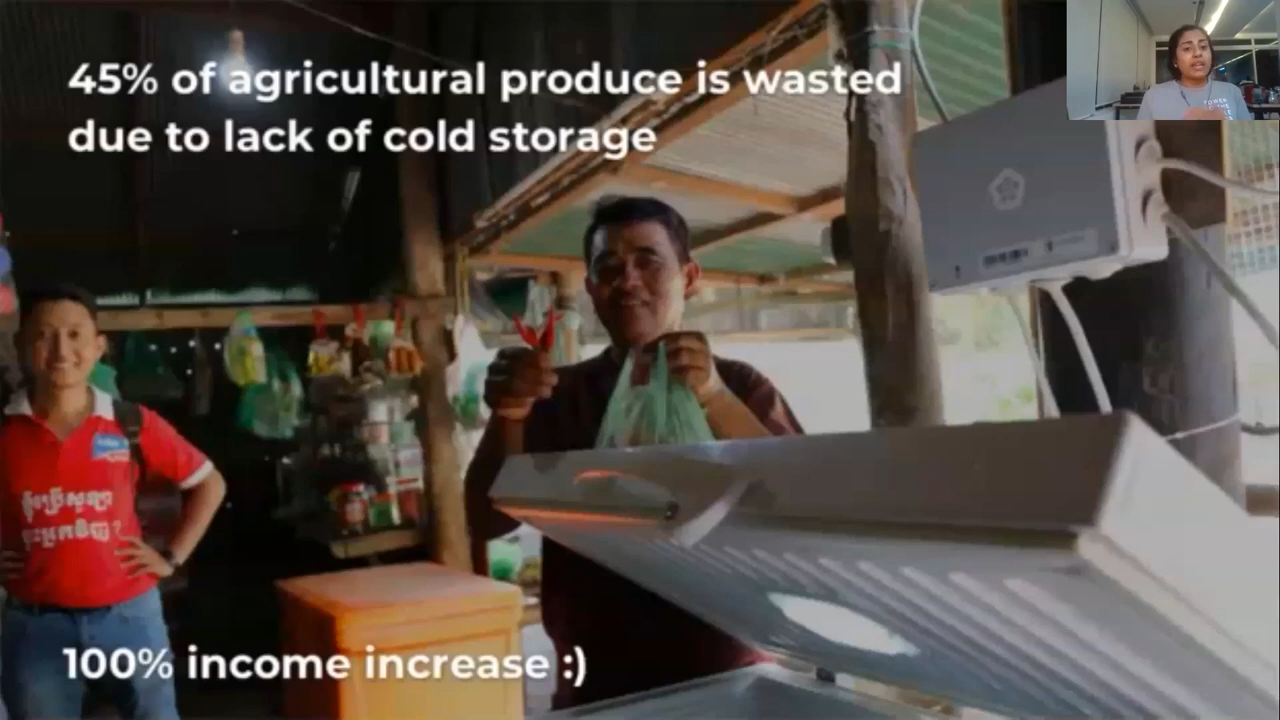 45% of agricultural produce is wasted
due to lack of cold storage
100% income increase :)